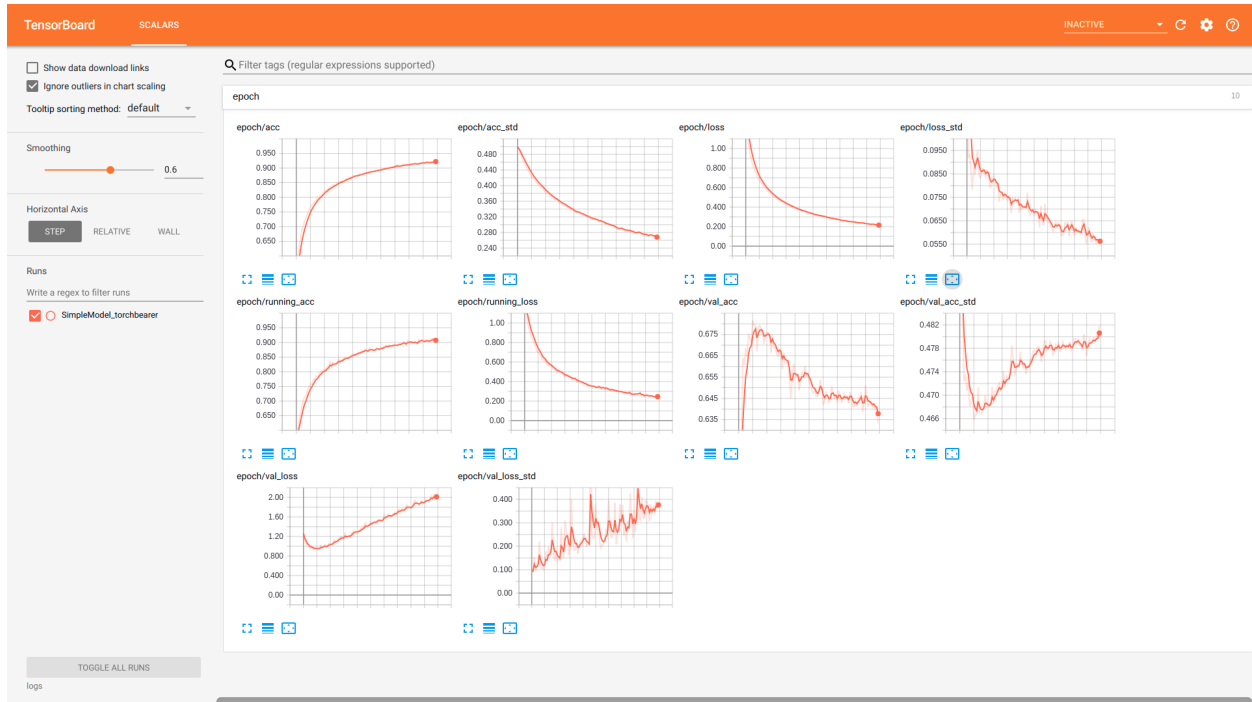 TensorBoard SCALARS INACTIVE
Show data download links
Ignore outliers in chart scaling
Tooltip sorting method: default
Smoothing
0.6
Horizontal Axis
STEP RELATIVE WALL
Runs
Write a regex to filter runs
SimpleModel_torchbearer
TOGGLE ALL RUNS
logs
Filter tags (regular expressions supported)
epoch 10
epoch/acc
0.950
0.900
0.850
0.800
0.750
0.700
0.650
epoch/acc_std
0.480
0.440
0.400
0.360
0.320
0.280
0.240
epoch/loss
1.00
0.800
0.600
0.400
0.200
0.00
epoch/loss_std
0.0950
0.0850
0.0750
0.0650
0.0550
epoch/running_acc
0.950
0.900
0.850
0.800
0.750
0.700
0.650
epoch/running_loss
1.00
0.800
0.600
0.400
0.200
0.00
epoch/val_acc
0.675
0.665
0.655
0.645
0.635
epoch/val_acc_std
0.482
0.478
0.474
0.470
0.466
epoch/val_loss
2.00
1.60
1.20
0.800
0.400
0.00
epoch/val_loss_std
0.400
0.300
0.200
0.100
0.00